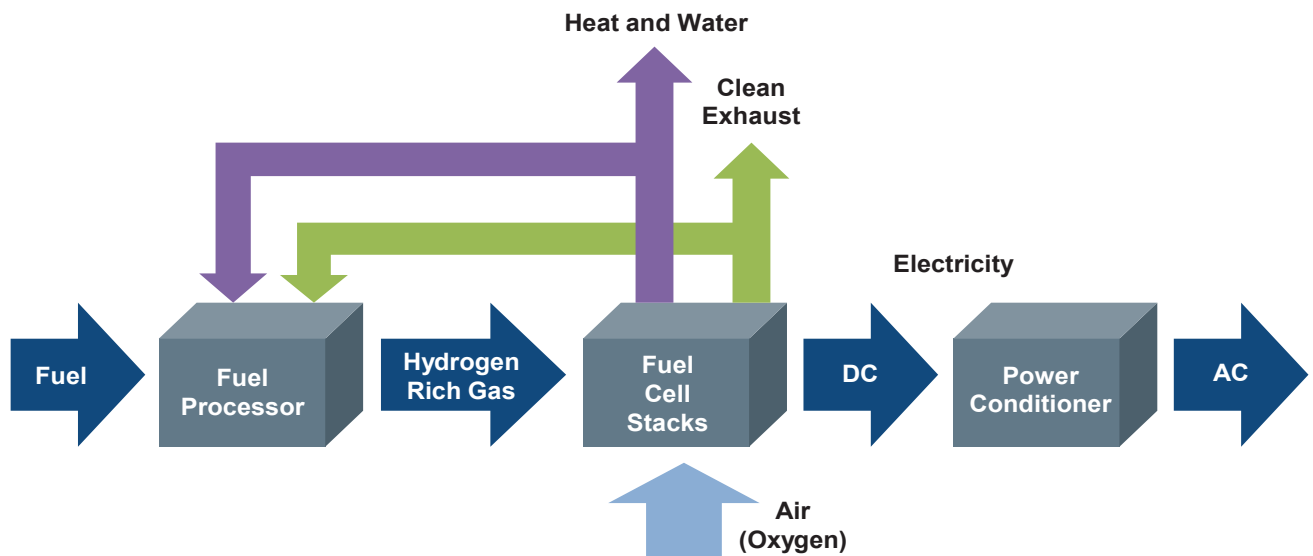 Heat and Water
Clean
Exhaust
Electricity
Fuel
Fuel
Processor
Hydrogen
Rich Gas
Fuel
Cell
Stacks
DC
Power
Conditioner
AC
Air
(Oxygen)